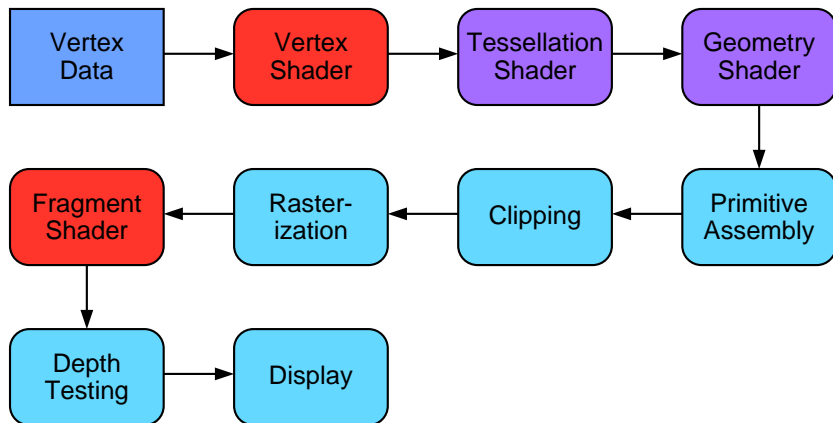 Vertex
Data
Vertex
Shader
Tessellation
Shader
Geometry
Shader
Fragment
Shader
Raster-
ization
Clipping
Primitive
Assembly
Depth
Testing
Display